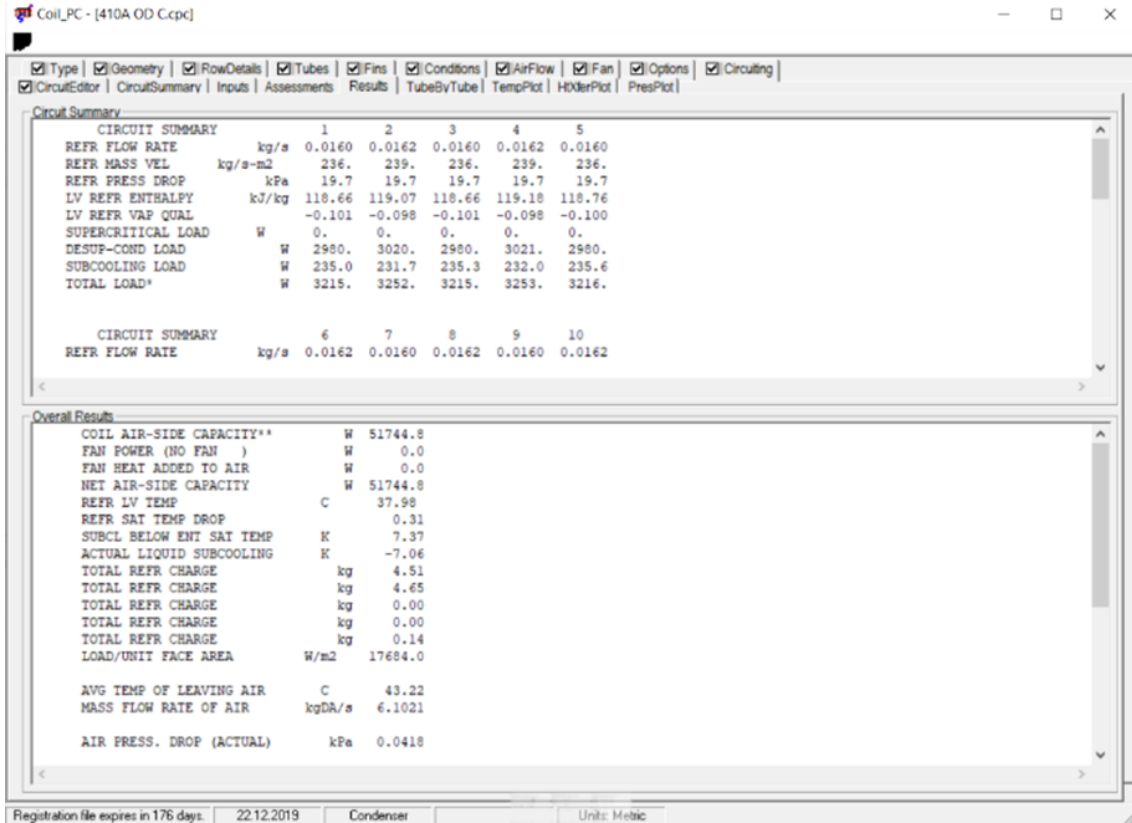 Coil_PC - [410A OD C.cpc]
Type Geometry RowDetails Tubes Fins Conditions AirFlow Fan Options Circuiting
CircuitEditor CircuitSummary Inputs Assessments Results TubeByTube TempPlot HtXferPlot PresPlot
Circuit Summary
CIRCUIT SUMMARY 1 2 3 4 5
REFR FLOW RATE kg/s 0.0160 0.0162 0.0160 0.0162 0.0160
REFR MASS VEL kg/s-m2 236. 239. 236. 239. 236.
REFR PRESS DROP kPa 19.7 19.7 19.7 19.7 19.7
LV REFR ENTHALPY kJ/kg 118.66 119.07 118.66 119.18 118.76
LV REFR VAP QUAL -0.101 -0.098 -0.101 -0.098 -0.100
SUPERCRITICAL LOAD W 0. 0. 0. 0. 0.
DESUP-COND LOAD W 2980. 3020. 2980. 3021. 2980.
SUBCOOLING LOAD W 235.0 231.7 235.3 232.0 235.6
TOTAL LOAD* W 3215. 3252. 3215. 3253. 3216.
CIRCUIT SUMMARY 6 7 8 9 10
REFR FLOW RATE kg/s 0.0162 0.0160 0.0162 0.0160 0.0162
Overall Results
COIL AIR-SIDE CAPACITY** W 51744.8
FAN POWER (NO FAN ) W 0.0
FAN HEAT ADDED TO AIR W 0.0
NET AIR-SIDE CAPACITY W 51744.8
REFR LV TEMP C 37.98
REFR SAT TEMP DROP 0.31
SUBCL BELOW ENT SAT TEMP K 7.37
ACTUAL LIQUID SUBCOOLING K -7.06
TOTAL REFR CHARGE kg 4.51
TOTAL REFR CHARGE kg 4.65
TOTAL REFR CHARGE kg 0.00
TOTAL REFR CHARGE kg 0.00
TOTAL REFR CHARGE kg 0.14
LOAD/UNIT FACE AREA W/m2 17684.0
AVG TEMP OF LEAVING AIR C 43.22
MASS FLOW RATE OF AIR kgDA/s 6.1021
AIR PRESS. DROP (ACTUAL) kPa 0.0418
Registration file expires in 176 days. 22.12.2019 Condenser Units: Metric